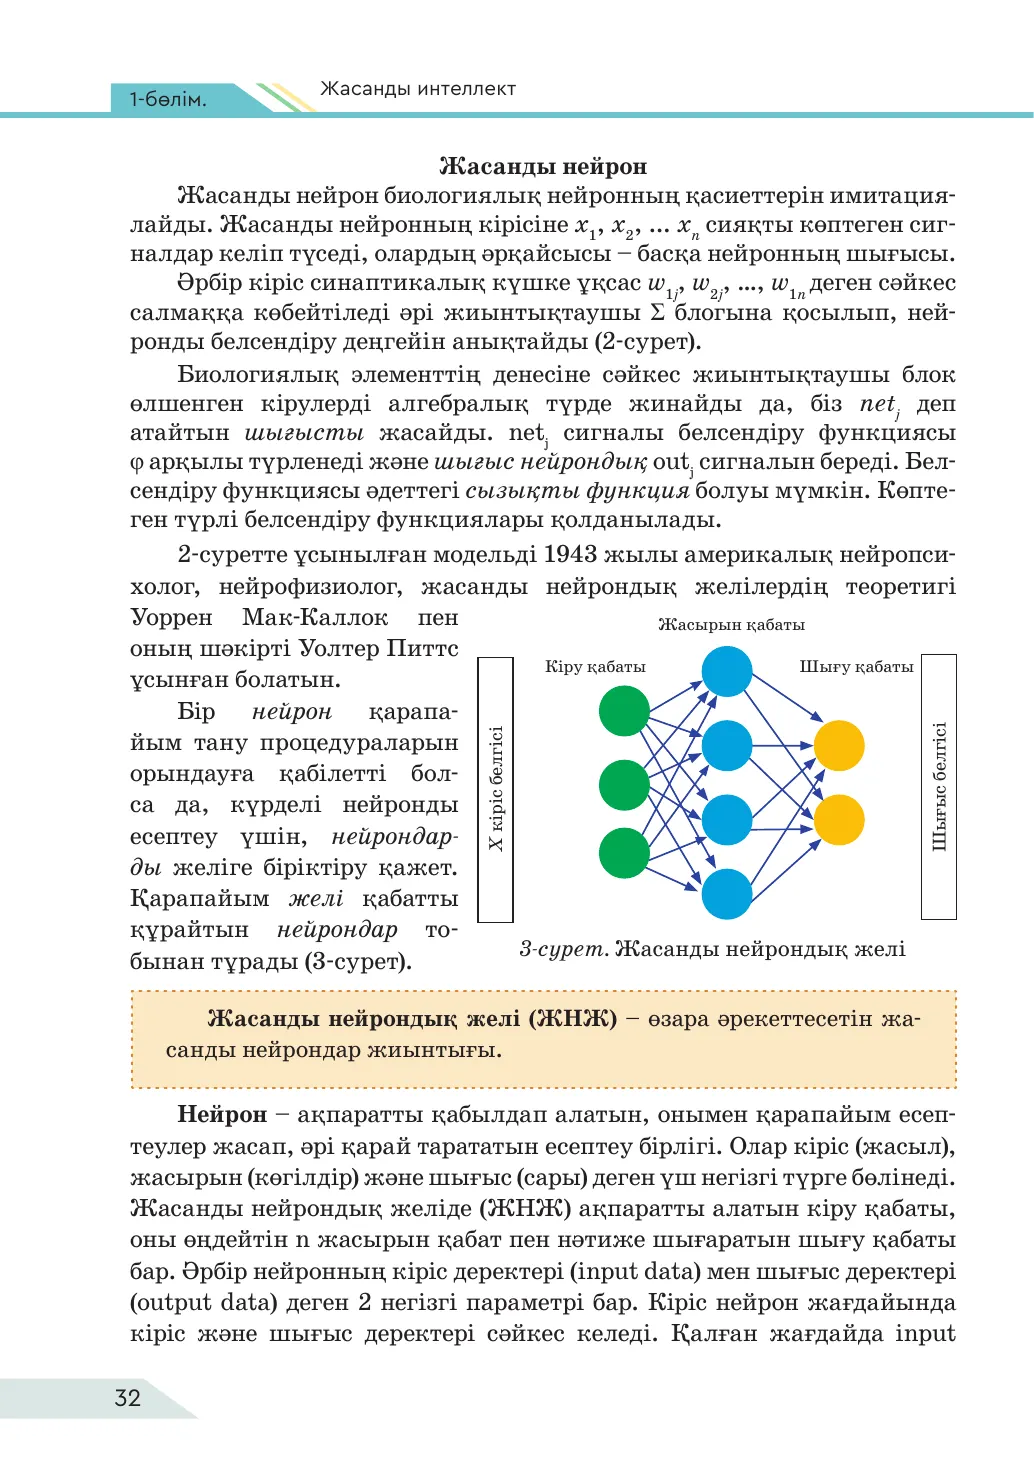 1-бөлім.
Жасанды интеллект
Жасанды нейрон
Жасанды нейрон биологиялық нейронның қасиеттерін имитация-
лайды. Жасанды нейронның кірісіне x1, x2, ... xn сияқты көптеген сиг-
налдар келіп түседі, олардың әрқайсысы – басқа нейронның шығысы.
Әрбір кіріс синаптикалық күшке ұқсас w1j, w2j, ..., w1n деген сәйкес
салмаққа көбейтіледі әрі жиынтықтаушы Σ блогына қосылып, ней-
ронды белсендіру деңгейін анықтайды (2-сурет).
Биологиялық элементтің денесіне сәйкес жиынтықтаушы блок
өлшенген кірулерді алгебралық түрде жинайды да, біз netj деп
атайтын шығысты жасайды. netj сигналы белсендіру функциясы
φ арқылы түрленеді және шығыс нейрондық outj сигналын береді. Бел-
сендіру функциясы әдеттегі сызықты функция болуы мүмкін. Көпте-
ген түрлі белсендіру функциялары қолданылады.
2-суретте ұсынылған модельді 1943 жылы америкалық нейропси-
холог, нейрофизиолог, жасанды нейрондық желілердің теоретигі
Уоррен Мак-Каллок пен
оның шәкірті Уолтер Питтс
ұсынған болатын.
Бір нейрон қарапа-
йым тану процедураларын
орындауға қабілетті бол-
са да, күрделі нейронды
есептеу үшін, нейрондар-
ды желіге біріктіру қажет.
Қарапайым желі қабатты
құрайтын нейрондар то-
бынан тұрады (3-сурет).
Жасырын қабаты
Кіру қабаты
Шығу қабаты
X кіріс белгісі
Шығыс белгісі
3-сурет. Жасанды нейрондық желі
Жасанды нейрондық желі (ЖНЖ) – өзара әрекеттесетін жа-
санды нейрондар жиынтығы.
Нейрон – ақпаратты қабылдап алатын, онымен қарапайым есеп-
теулер жасап, әрі қарай тарататын есептеу бірлігі. Олар кіріс (жасыл),
жасырын (көгілдір) және шығыс (сары) деген үш негізгі түрге бөлінеді.
Жасанды нейрондық желіде (ЖНЖ) ақпаратты алатын кіру қабаты,
оны өңдейтін n жасырын қабат пен нәтиже шығаратын шығу қабаты
бар. Әрбір нейронның кіріс деректері (input data) мен шығыс деректері
(output data) деген 2 негізгі параметрі бар. Кіріс нейрон жағдайында
кіріс және шығыс деректері сәйкес келеді. Қалған жағдайда input
32